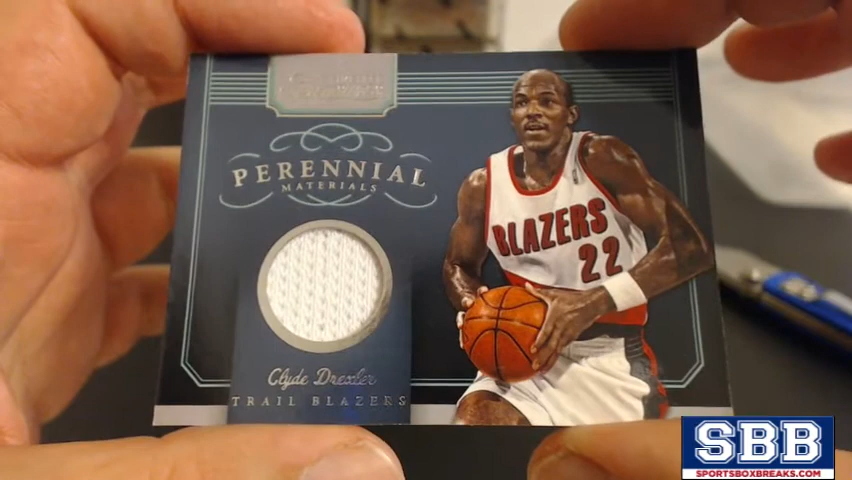 PERENNIAL
MATERIALS
BLAZERS
22
Clyde Drexler
TRAIL BLAZERS
SBB
SPORTSBOXBREAKS.COM